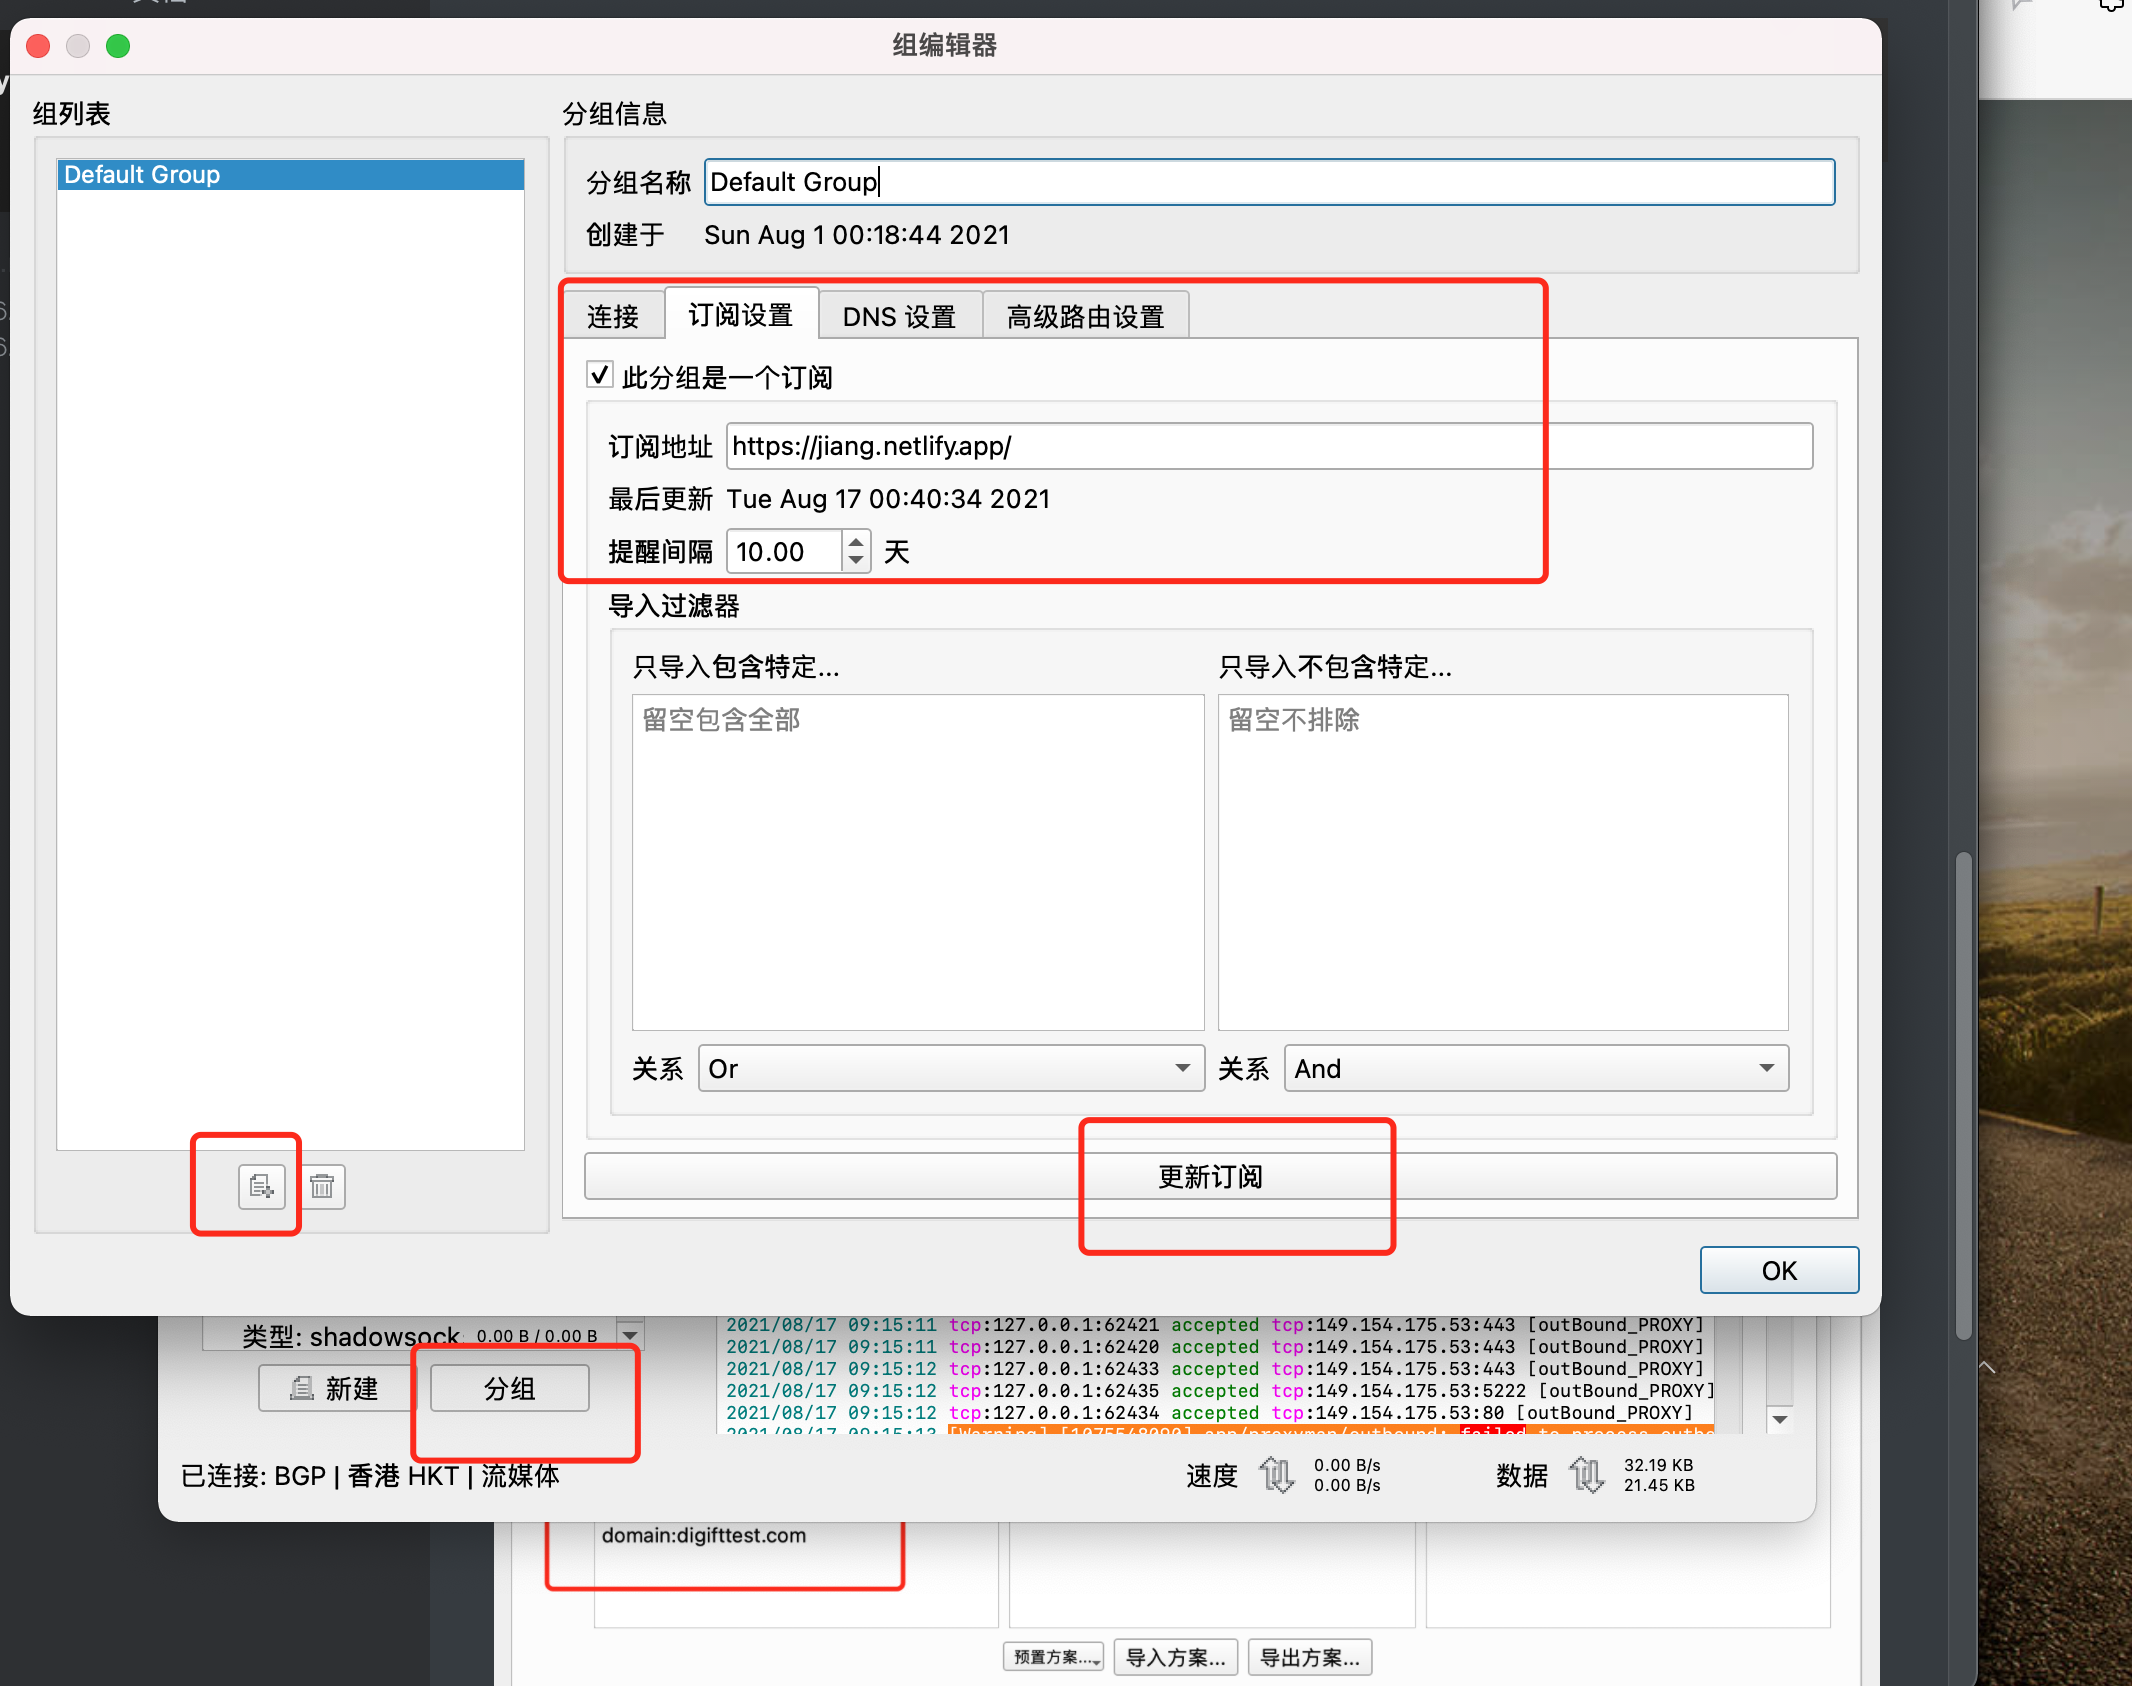 组编辑器
组列表
Default Group
分组信息
分组名称 Default Group
创建于 Sun Aug 1 00:18:44 2021
连接 订阅设置 DNS 设置 高级路由设置
此分组是一个订阅
订阅地址 https://jiang.netlify.app/
最后更新 Tue Aug 17 00:40:34 2021
提醒间隔 10.00 天
导入过滤器
只导入包含特定... 只导入不包含特定...
留空包含全部 留空不排除
关系 Or 关系 And
更新订阅
OK
类型: shadowsock 0.00 B / 0.00 B
新建 分组
2021/08/17 09:15:11 tcp:127.0.0.1:62421 accepted tcp:149.154.175.53:443 [outBound_PROXY]
2021/08/17 09:15:11 tcp:127.0.0.1:62420 accepted tcp:149.154.175.53:443 [outBound_PROXY]
2021/08/17 09:15:12 tcp:127.0.0.1:62433 accepted tcp:149.154.175.53:443 [outBound_PROXY]
2021/08/17 09:15:12 tcp:127.0.0.1:62435 accepted tcp:149.154.175.53:5222 [outBound_PROXY]
2021/08/17 09:15:12 tcp:127.0.0.1:62434 accepted tcp:149.154.175.53:80 [outBound_PROXY]
已连接: BGP | 香港 HKT | 流媒体
速度 0.00 B/s
0.00 B/s
数据 32.19 KB
21.45 KB
domain:digifttest.com
预置方案... 导入方案... 导出方案...